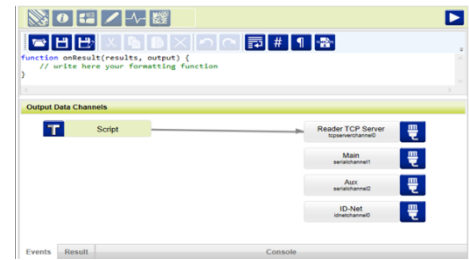 function onResult(results, output) {
// write here your formatting function
}
Output Data Channels
T Script
Reader TCP Server
tcpserverchannel0
Main
serialchannel1
Aux
serialchannel2
ID-Net
idnetchannel0
Events Result Console